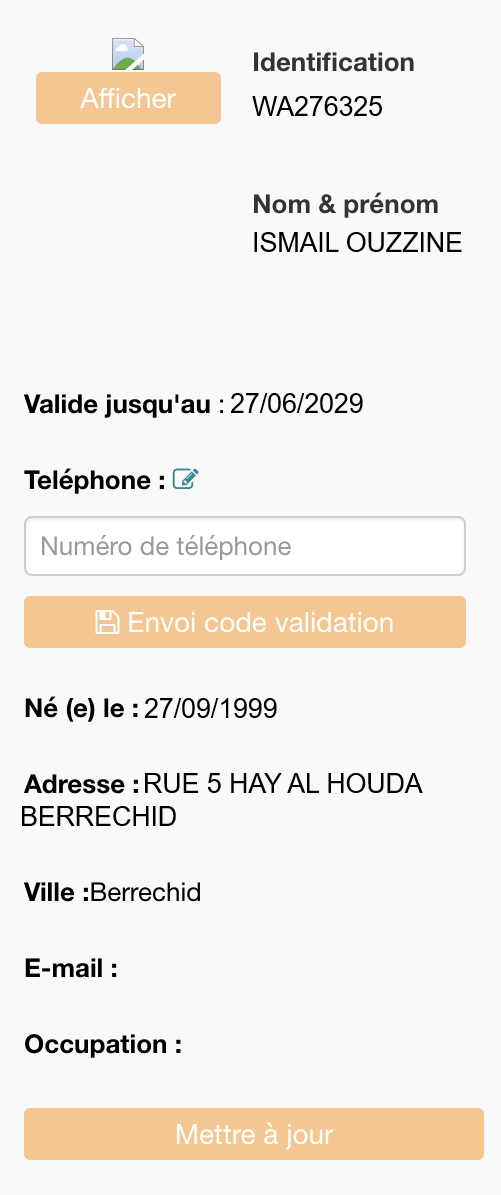 Afficher
Identification
WA276325
Nom & prénom
ISMAIL OUZZINE
Valide jusqu'au : 27/06/2029
Teléphone :
Numéro de téléphone
Envoi code validation
Né (e) le : 27/09/1999
Adresse : RUE 5 HAY AL HOUDA
BERRECHID
Ville :Berrechid
E-mail :
Occupation :
Mettre à jour